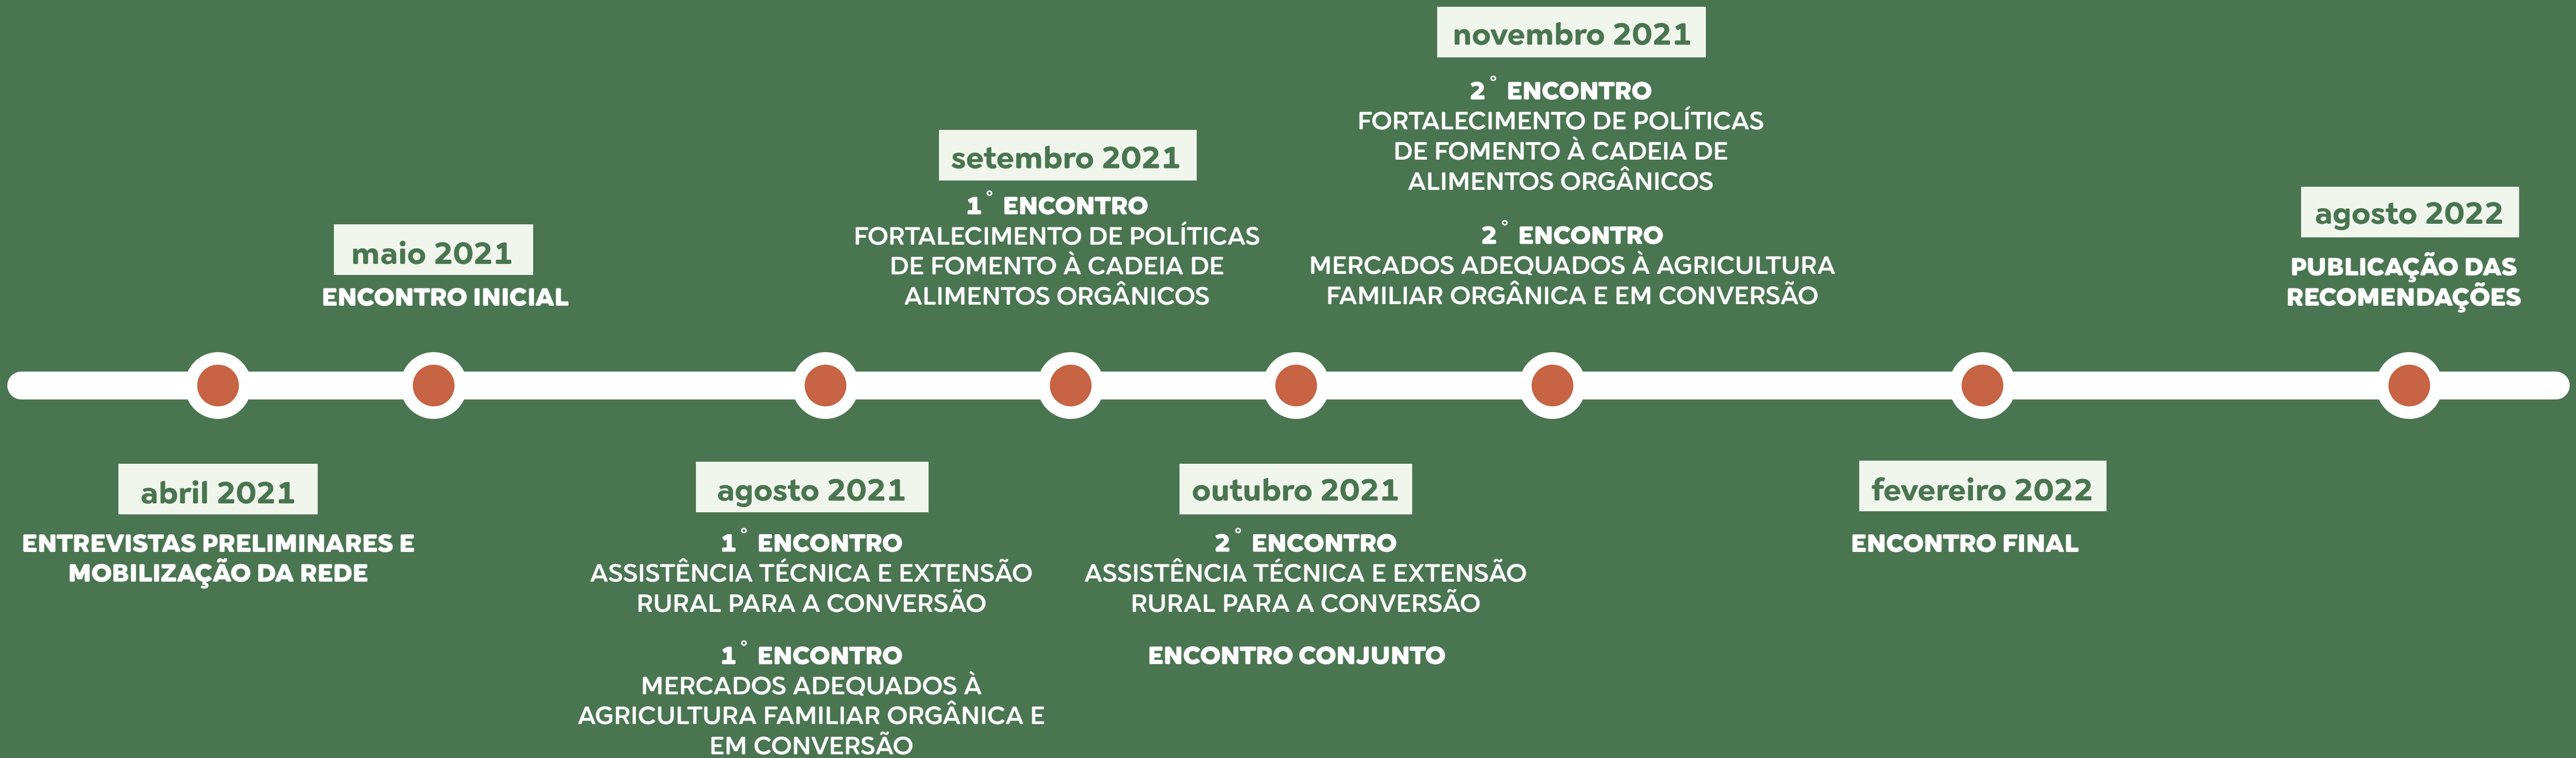 abril 2021
ENTREVISTAS PRELIMINARES E
MOBILIZAÇÃO DA REDE
maio 2021
ENCONTRO INICIAL
agosto 2021
1° ENCONTRO
ASSISTÊNCIA TÉCNICA E EXTENSÃO
RURAL PARA A CONVERSÃO
1° ENCONTRO
MERCADOS ADEQUADOS À
AGRICULTURA FAMILIAR ORGÂNICA E
EM CONVERSÃO
setembro 2021
1° ENCONTRO
FORTALECIMENTO DE POLÍTICAS
DE FOMENTO À CADEIA DE
ALIMENTOS ORGÂNICOS
outubro 2021
2° ENCONTRO
ASSISTÊNCIA TÉCNICA E EXTENSÃO
RURAL PARA A CONVERSÃO
ENCONTRO CONJUNTO
novembro 2021
2° ENCONTRO
FORTALECIMENTO DE POLÍTICAS
DE FOMENTO À CADEIA DE
ALIMENTOS ORGÂNICOS
2° ENCONTRO
MERCADOS ADEQUADOS À AGRICULTURA
FAMILIAR ORGÂNICA E EM CONVERSÃO
fevereiro 2022
ENCONTRO FINAL
agosto 2022
PUBLICAÇÃO DAS
RECOMENDAÇÕES